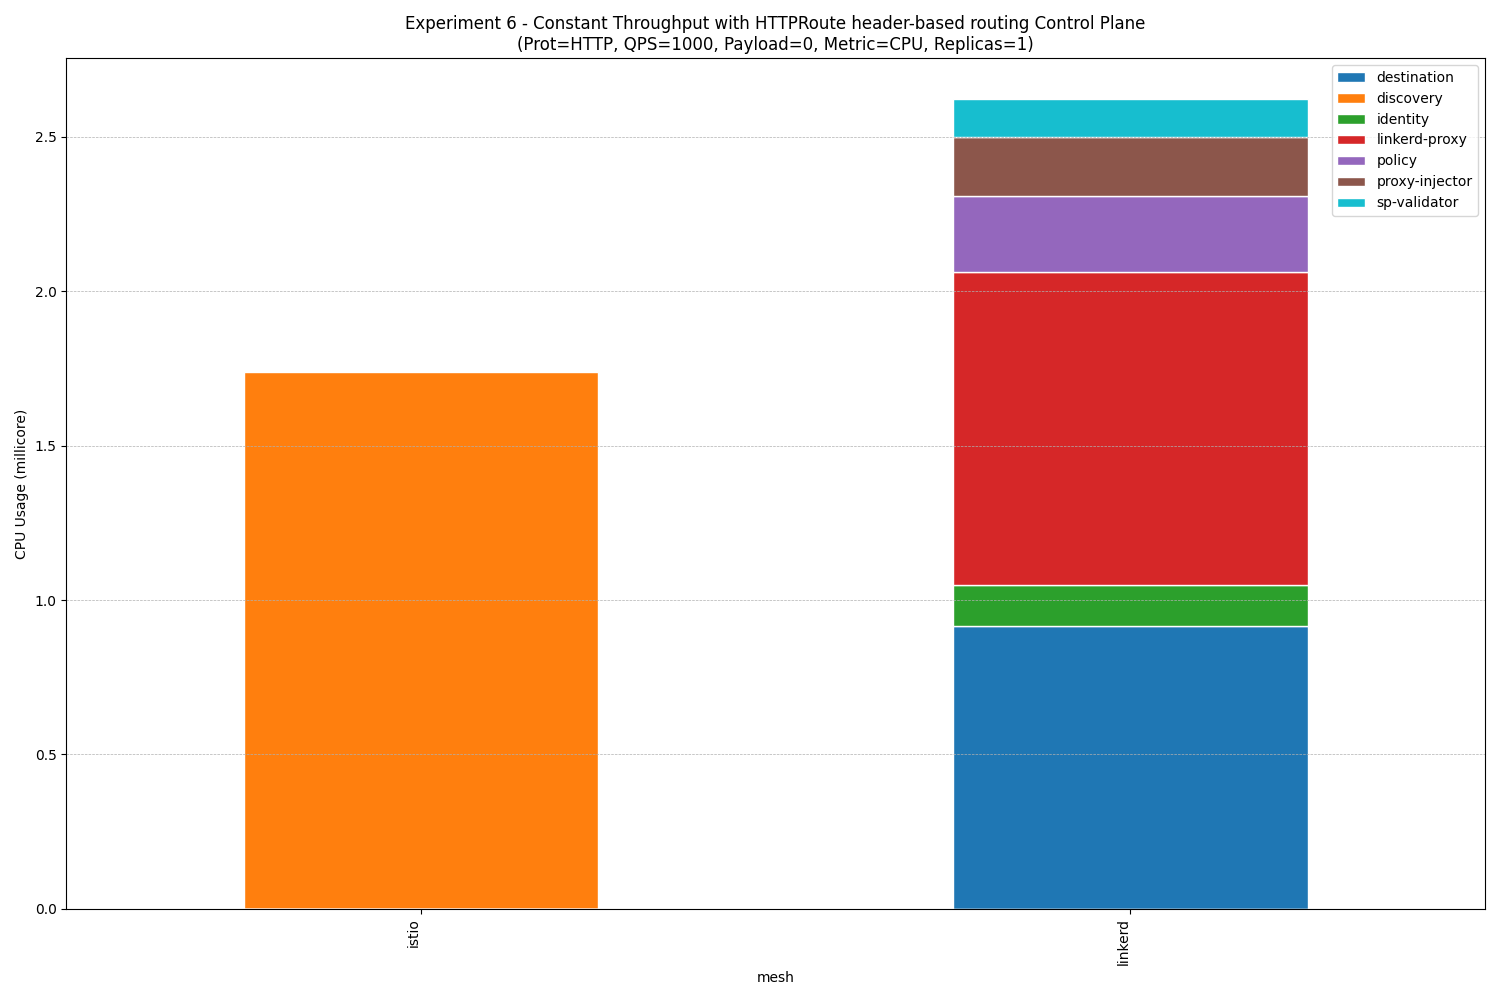 Experiment 6 - Constant Throughput with HTTPRoute header-based routing Control Plane
(Prot=HTTP, QPS=1000, Payload=0, Metric=CPU, Replicas=1)
destination
discovery
identity
linkerd-proxy
policy
proxy-injector
sp-validator
2.5
2.0
1.5
1.0
0.5
0.0
CPU Usage (millicore)
istio
linkerd
mesh